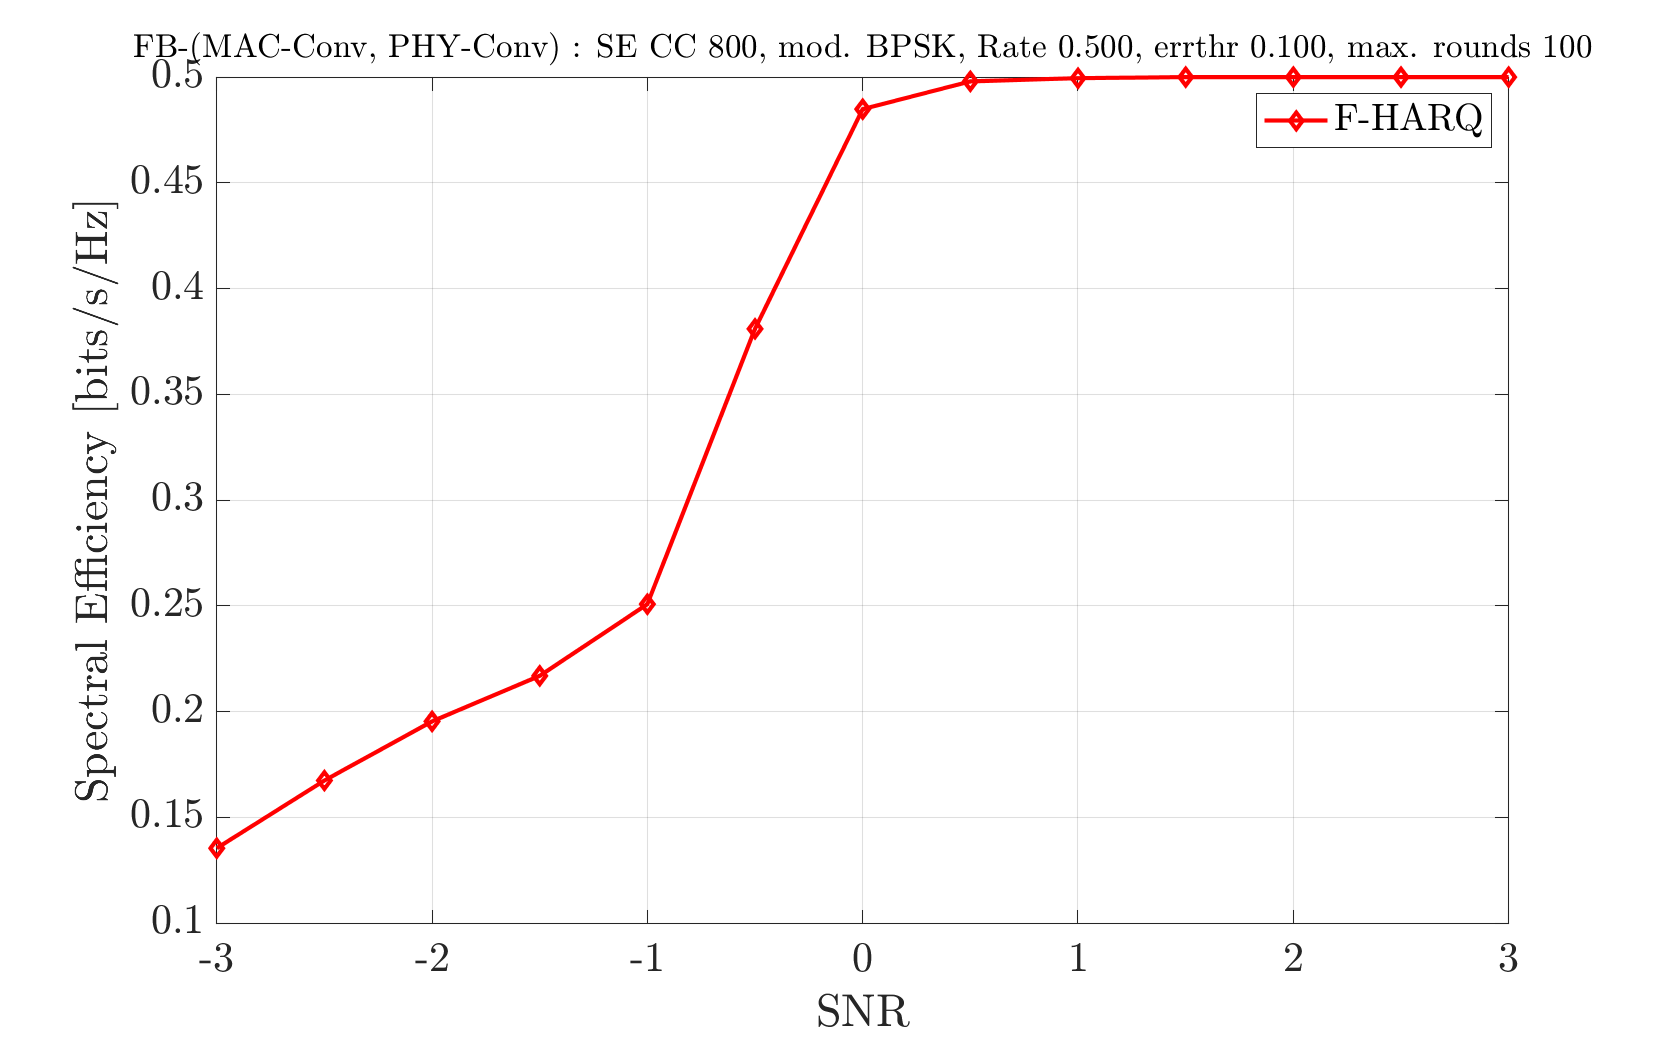 FB-(MAC-Conv, PHY-Conv) : SE CC 800, mod. BPSK, Rate 0.500, errthr 0.100, max. rounds 100
0.5
0.45
0.4
0.35
0.3
0.25
0.2
0.15
0.1
Spectral Efficiency [bits/s/Hz]
F-HARQ
-3 -2 -1 0 1 2 3
SNR